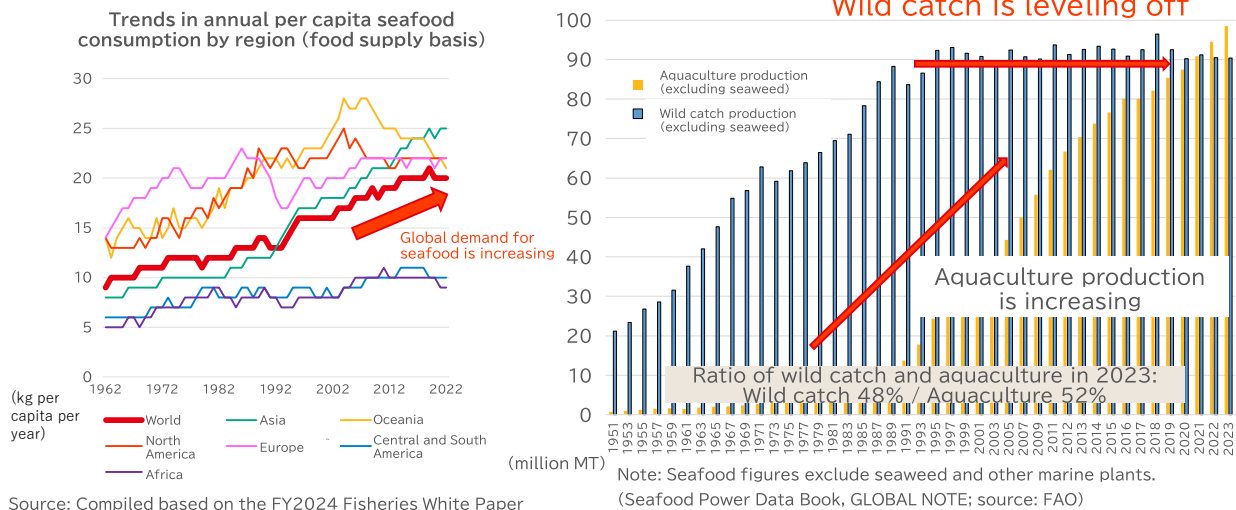 Trends in annual per capita seafood
consumption by region (food supply basis)
30
25
20
15
10
5
0
1962 1972 1982 1992 2002 2012 2022
(kg per
capita per
year)
Global demand for
seafood is increasing
World
Asia
Oceania
North
America
Europe
Central and South
America
Africa
Source: Compiled based on the FY2024 Fisheries White Paper
Wild catch is leveling off
100
90
80
70
60
50
40
30
20
10
0
Aquaculture production
(excluding seaweed)
Wild catch production
(excluding seaweed)
Aquaculture production
is increasing
Ratio of wild catch and aquaculture in 2023:
Wild catch 48% / Aquaculture 52%
1951 1953 1955 1957 1959 1961 1963 1965 1967 1969 1971 1973 1975 1977 1979 1981 1983 1985 1987 1989 1991 1993 1995 1997 1999 2001 2003 2005 2007 2009 2011 2012 2013 2014 2015 2016 2017 2018 2019 2020 2021 2022 2023
(million MT)
Note: Seafood figures exclude seaweed and other marine plants.
(Seafood Power Data Book, GLOBAL NOTE; source: FAO)